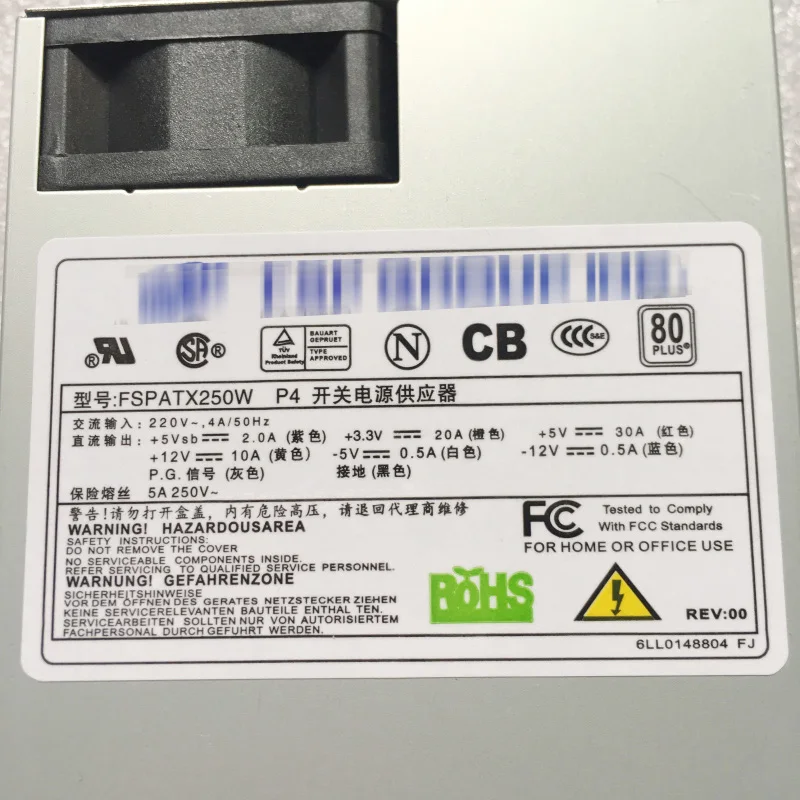 R SA ® TÜV Rheinland Product Safety BAUART GEPRUFT TYPE APPROVED N CB CCC S&E 80 PLUS®
型号:FSPATX250W P4 开关电源供应器
交流输入: 220V~,4A/50Hz
直流输出: +5Vsb 2.0A (紫色) +3.3V 20A (橙色) +5V 30A (红色)
+12V 10A (黄色) -5V 0.5A (白色) -12V 0.5A (蓝色)
P.G. 信号 (灰色) 接地 (黑色)
保险熔丝 5A 250V~
警告!请勿打开盒盖，内有危险高压，请退回代理商维修
WARNING! HAZARDOUSAREA
SAFETY INSTRUCTIONS:
DO NOT REMOVE THE COVER
NO SERVICEABLE COMPONENTS INSIDE.
REFER SERVICING TO QUALIFIED SERVICE PERSONNEL.
WARNUNG! GEFAHRENZONE
SICHERHEITSHINWEISE
VOR DEM ÖFFNEN DES GERATES NETZSTECKER ZIEHEN
KEINE SERVICERELEVANTEN BAUTEILE ENTHAL TEN.
SERVICEARBEITEN SOLLTEN NUR VON AUTORISIERTEM
FACHPERSONAL DURCH GEFUHRT WERDEN.
FC Tested to Comply
With FCC Standards
FOR HOME OR OFFICE USE
ROHS
REV:00
6LL0148804 FJ